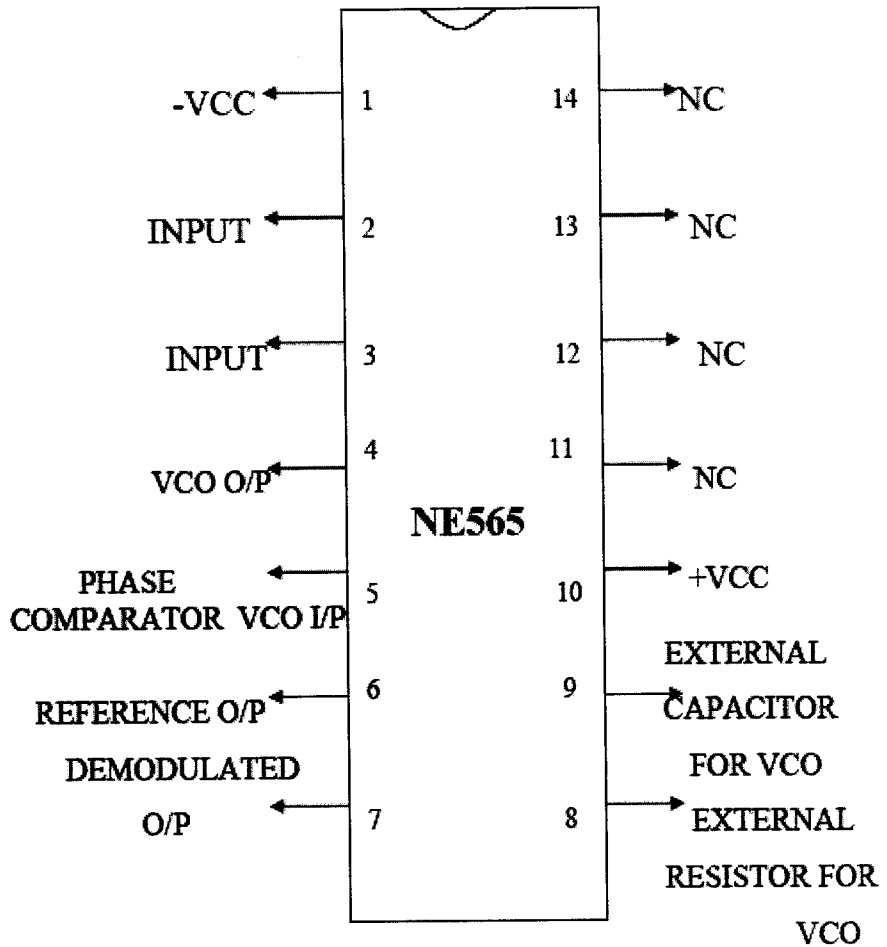 -VCC 1 14 NC
INPUT 2 13 NC
INPUT 3 12 NC
VCO O/P 4 11 NC
NE565
PHASE
COMPARATOR VCO I/P 5 10 +VCC
REFERENCE O/P 6 9 EXTERNAL
CAPACITOR
FOR VCO
DEMODULATED
O/P 7 8 EXTERNAL
RESISTOR FOR
VCO